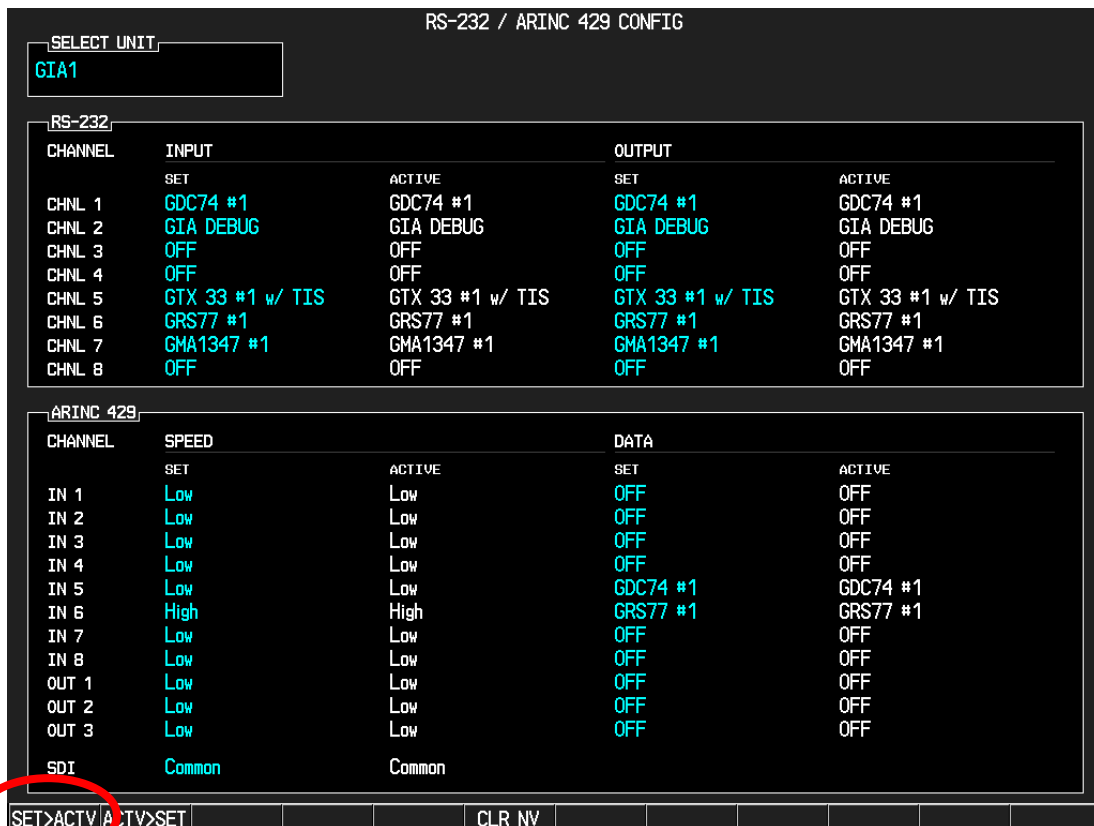 RS-232 / ARINC 429 CONFIG
SELECT UNIT
GIA1
RS-232
CHANNEL INPUT OUTPUT
SET ACTIVE SET ACTIVE
CHNL 1 GDC74 #1 GDC74 #1 GDC74 #1 GDC74 #1
CHNL 2 GIA DEBUG GIA DEBUG GIA DEBUG GIA DEBUG
CHNL 3 OFF OFF OFF OFF
CHNL 4 OFF OFF OFF OFF
CHNL 5 GTX 33 #1 w/ TIS GTX 33 #1 w/ TIS GTX 33 #1 w/ TIS GTX 33 #1 w/ TIS
CHNL 6 GRS77 #1 GRS77 #1 GRS77 #1 GRS77 #1
CHNL 7 GMA1347 #1 GMA1347 #1 GMA1347 #1 GMA1347 #1
CHNL 8 OFF OFF OFF OFF
ARINC 429
CHANNEL SPEED DATA
SET ACTIVE SET ACTIVE
IN 1 Low Low OFF OFF
IN 2 Low Low OFF OFF
IN 3 Low Low OFF OFF
IN 4 Low Low OFF OFF
IN 5 Low Low GDC74 #1 GDC74 #1
IN 6 High High GRS77 #1 GRS77 #1
IN 7 Low Low OFF OFF
IN 8 Low Low OFF OFF
OUT 1 Low Low OFF OFF
OUT 2 Low Low OFF OFF
OUT 3 Low Low OFF OFF
SDI Common Common
SET>ACTV ACTV>SET CLR NV